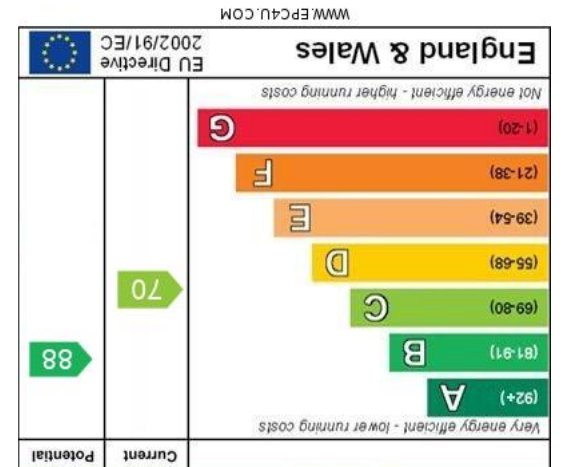 Current Potential
Very energy efficient - lower running costs
(92+) A
(81-91) B
(69-80) C
(55-68) D
(39-54) E
(21-38) F
(1-20) G
70
88
Not energy efficient - higher running costs
England & Wales
EU Directive
2002/91/EC
WWW.EPC4U.COM